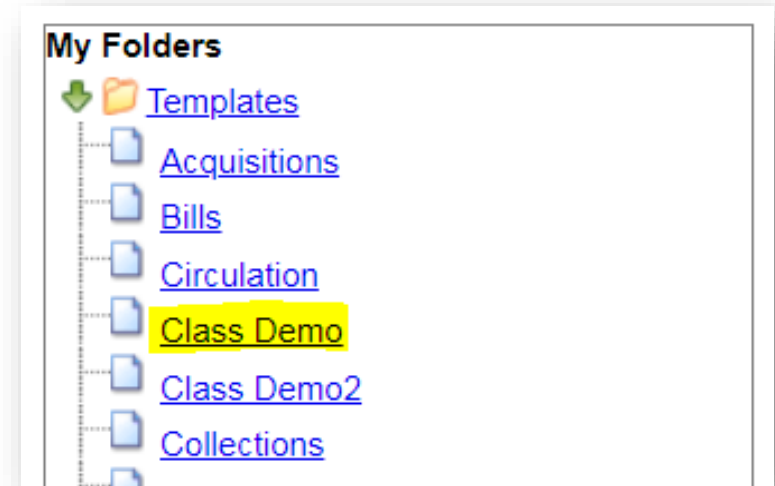 My Folders
Templates
Acquisitions
Bills
Circulation
Class Demo
Class Demo2
Collections